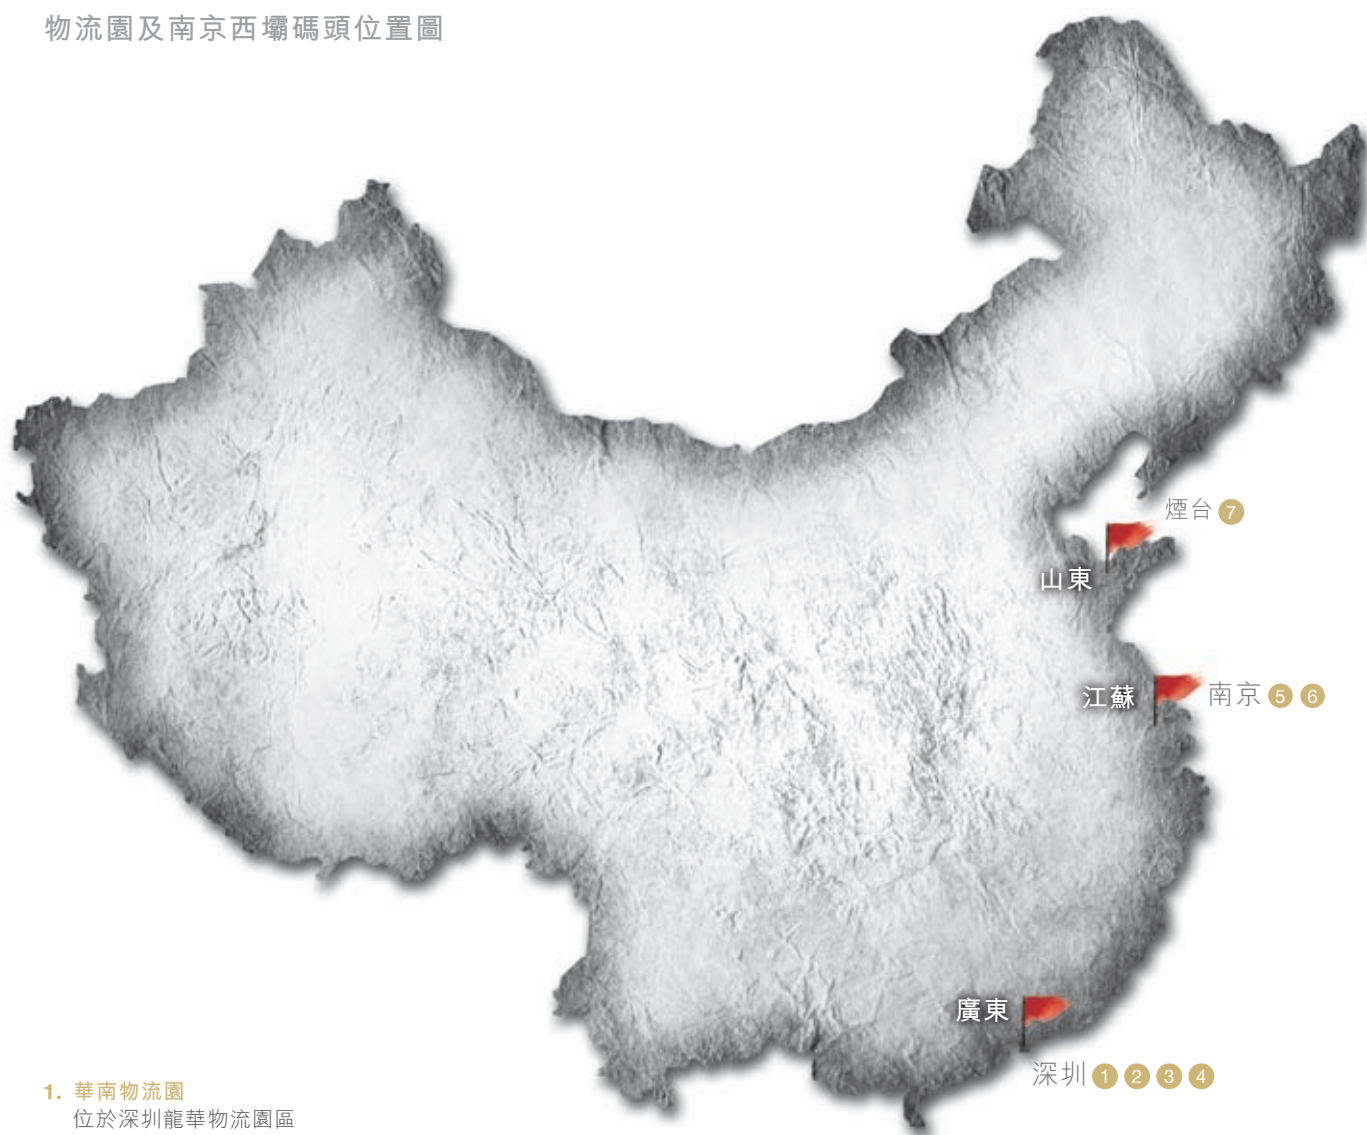 物流園及南京西壩碼頭位置圖
煙台 7
山東
江蘇 南京 5 6
廣東
深圳 1 2 3 4
1. 華南物流園
位於深圳龍華物流園區